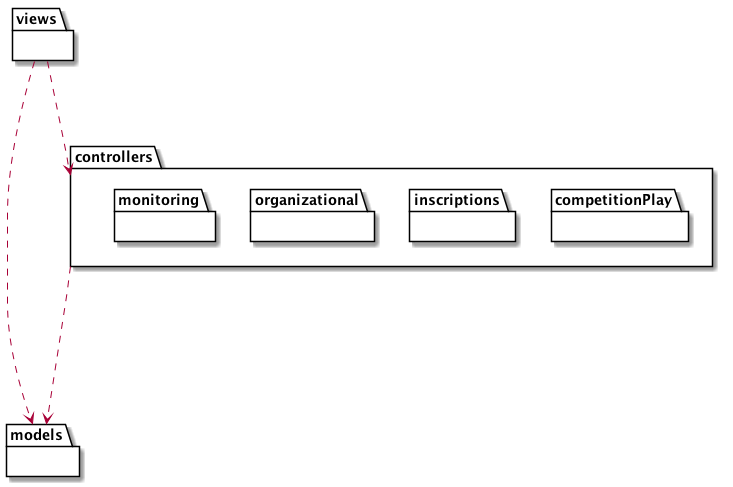 views
controllers
monitoring
organizational
inscriptions
competitionPlay
models